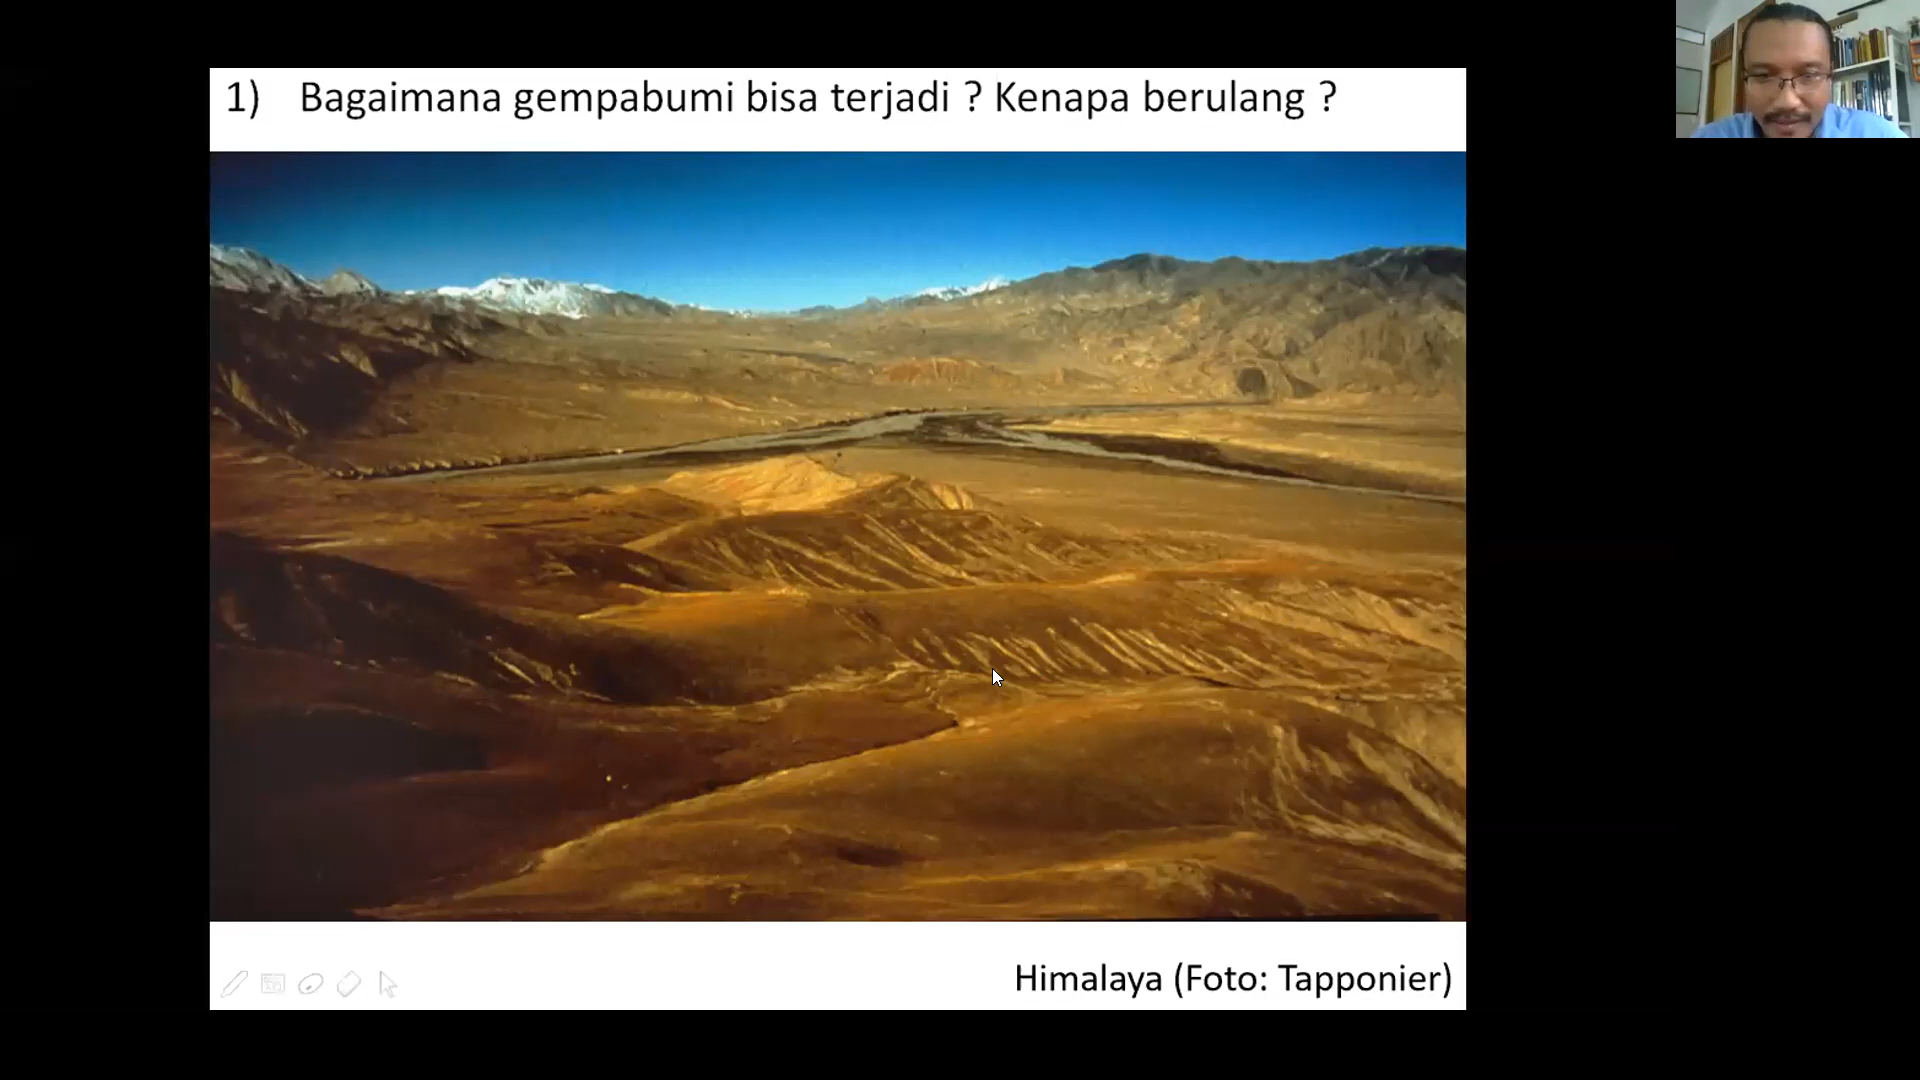 1) Bagaimana gempabumi bisa terjadi ? Kenapa berulang ?
Himalaya (Foto: Tapponier)